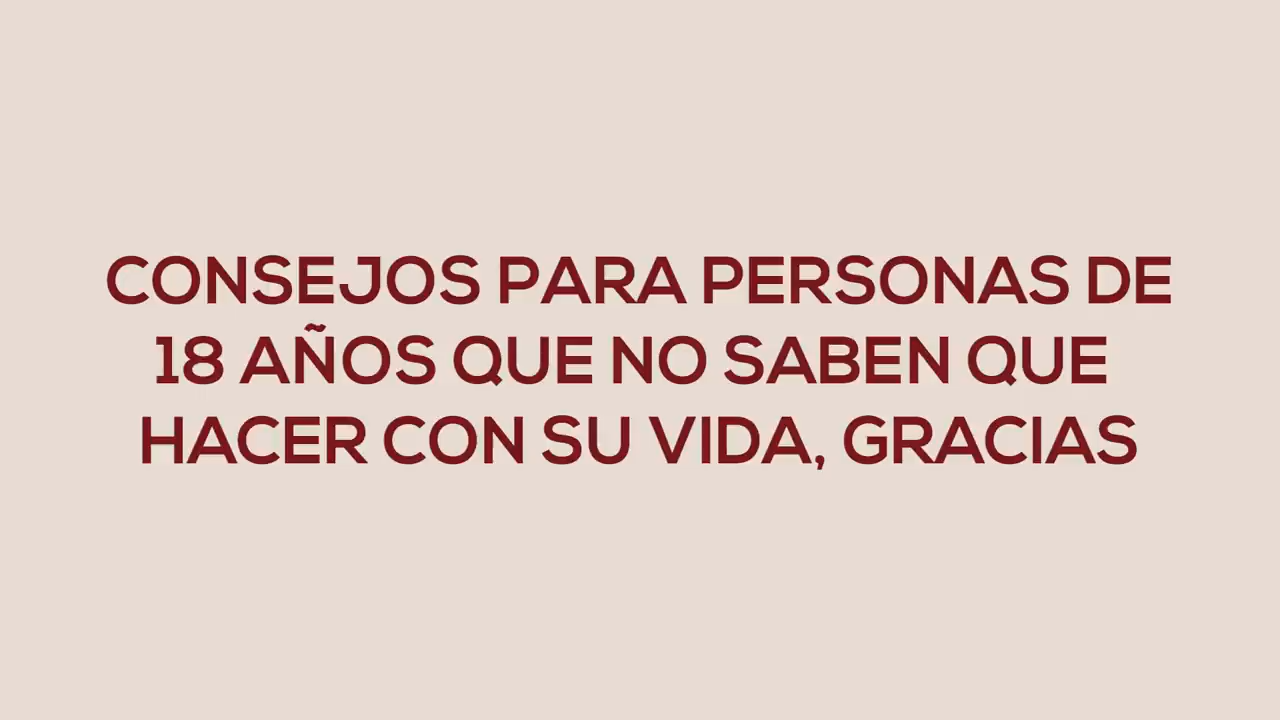 CONSEJOS PARA PERSONAS DE
18 AÑOS QUE NO SABEN QUE
HACER CON SU VIDA, GRACIAS